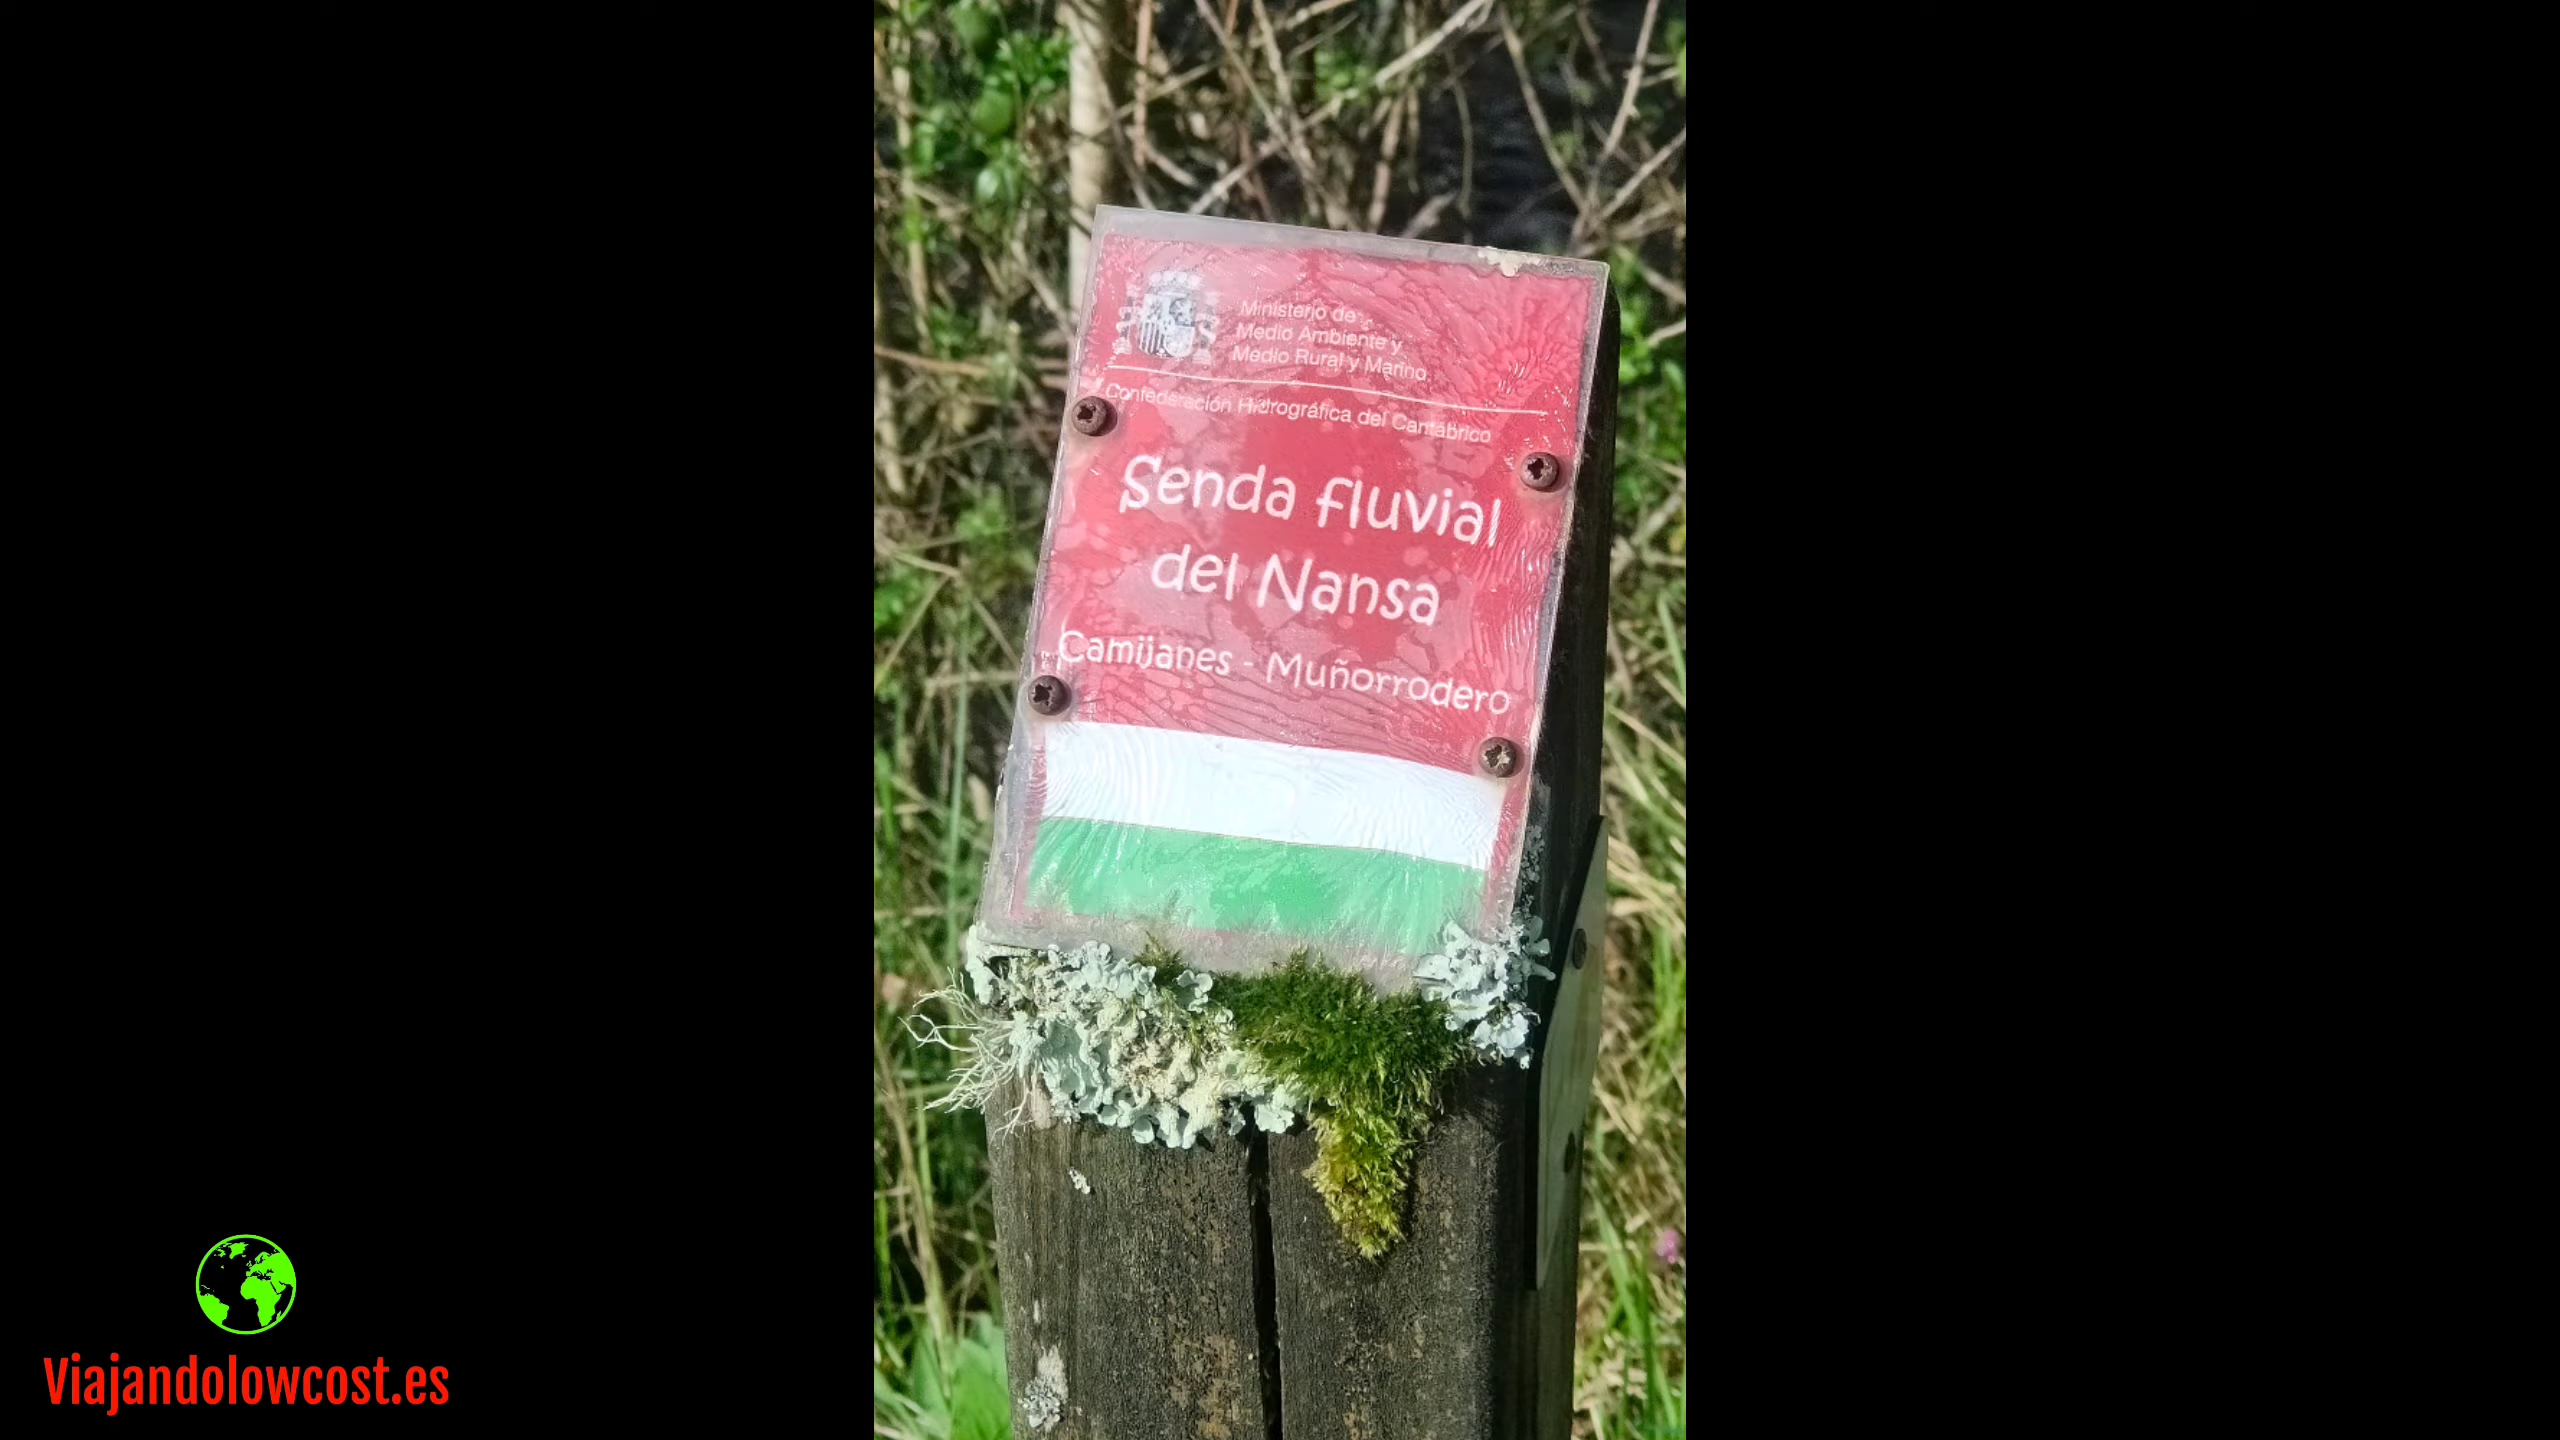 Ministerio de
Medio Ambiente y
Medio Rural y Marino
Confederación Hidrográfica del Cantábrico
Senda fluvial
del Nansa
Camijanes - Muñorrodero
Viajandolowcost.es